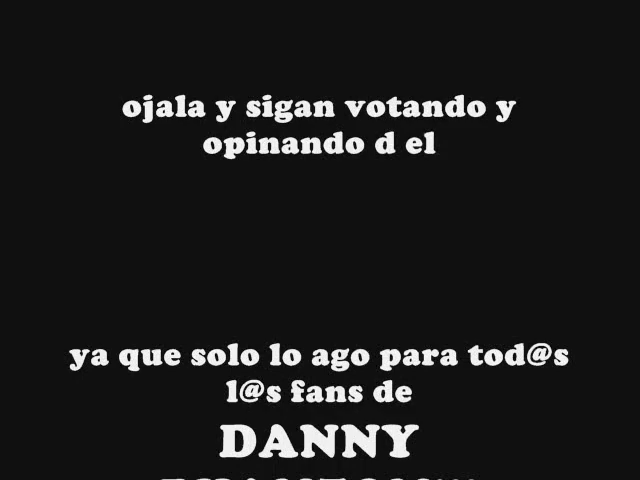 ojala y sigan votando y
opinando d el
ya que solo lo ago para tod@s
l@s fans de
DANNY